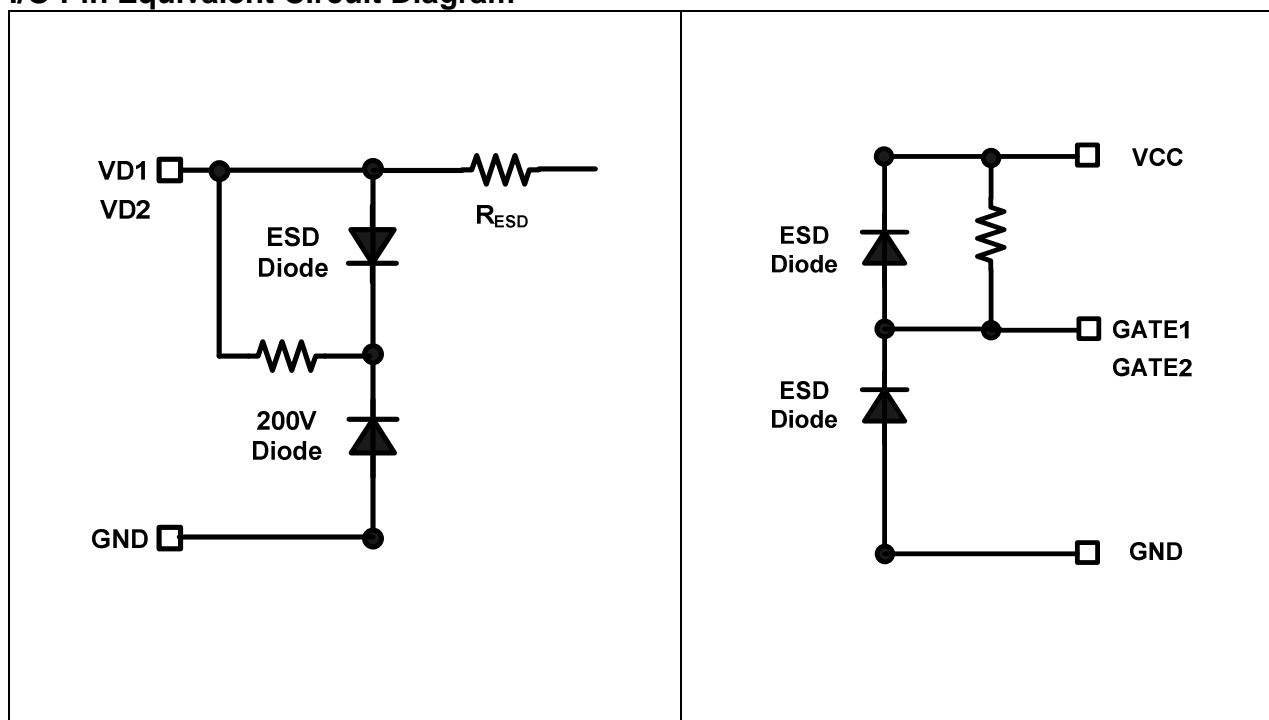 VD1
VD2
ESD
Diode
RESD
200V
Diode
GND
VCC
ESD
Diode
GATE1
GATE2
ESD
Diode
GND